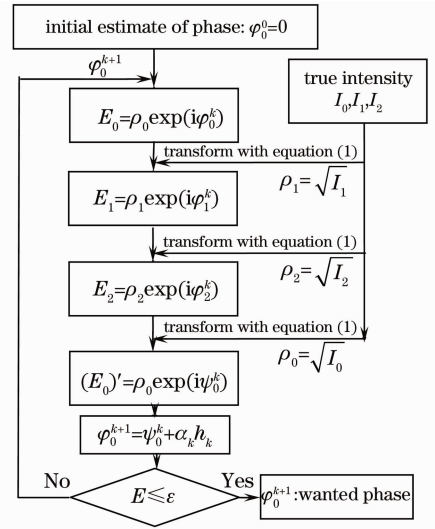 initial estimate of phase: φ₀⁰=0
φ₀ᵏ⁺¹
true intensity
I₀,I₁,I₂
E₀=ρ₀exp(iφ₀ᵏ)
transform with equation (1)
ρ₁=√I₁
E₁=ρ₁exp(iφ₁ᵏ)
transform with equation (1)
ρ₂=√I₂
E₂=ρ₂exp(iφ₂ᵏ)
transform with equation (1)
ρ₀=√I₀
(E₀)′=ρ₀exp(iψ₀ᵏ)
φ₀ᵏ⁺¹=ψ₀ᵏ+αₖhₖ
No
E⩽ε
Yes
φ₀ᵏ⁺¹:wanted phase